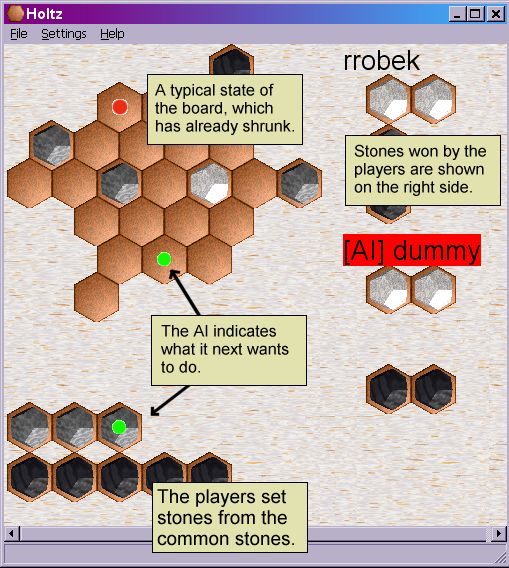 Holtz
File Settings Help
rrobek
A typical state of
the board, which
has already shrunk.
Stones won by the
players are shown
on the right side.
[AI] dummy
The AI indicates
what it next wants
to do.
The players set
stones from the
common stones.